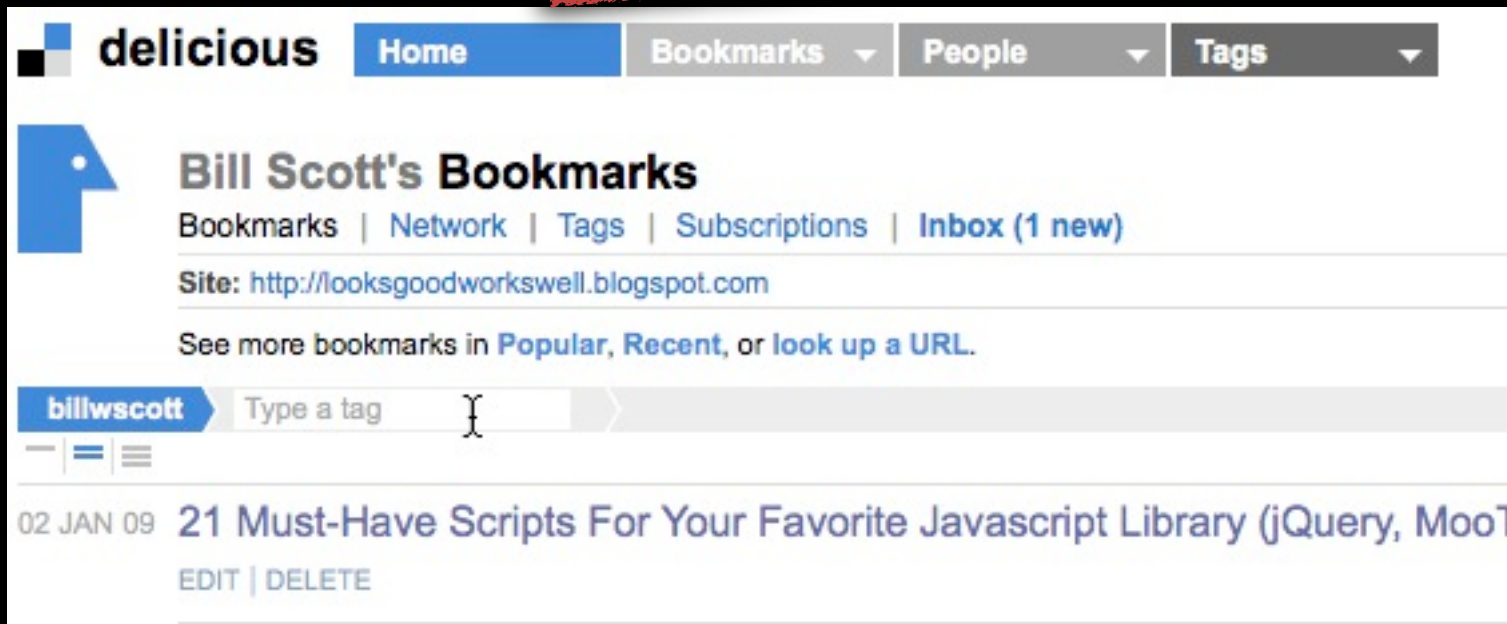 delicious Home Bookmarks People Tags
Bill Scott's Bookmarks
Bookmarks | Network | Tags | Subscriptions | Inbox (1 new)
Site: http://looksgoodworkswell.blogspot.com
See more bookmarks in Popular, Recent, or look up a URL.
billwscott Type a tag
02 JAN 09 21 Must-Have Scripts For Your Favorite Javascript Library (jQuery, MooT
EDIT | DELETE